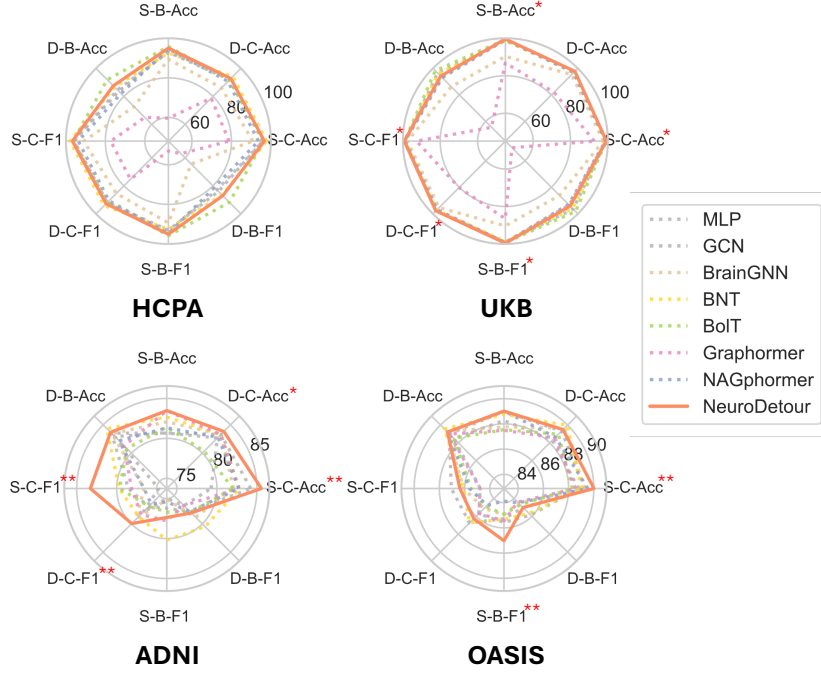 S-B-Acc
D-B-Acc
D-C-Acc
100
80
60
S-C-F1
S-C-Acc
D-C-F1
D-B-F1
S-B-F1
HCPA
S-B-Acc*
D-B-Acc
D-C-Acc
100
80
60
S-C-F1*
S-C-Acc*
D-C-F1*
D-B-F1
S-B-F1*
UKB
MLP
GCN
BrainGNN
BNT
BolT
Graphormer
NAGphormer
NeuroDetour
S-B-Acc
D-B-Acc
D-C-Acc*
85
80
75
S-C-F1**
S-C-Acc**
D-C-F1**
D-B-F1
S-B-F1
ADNI
S-B-Acc
D-B-Acc
D-C-Acc
90
88
86
84
S-C-F1
S-C-Acc**
D-C-F1
D-B-F1
S-B-F1**
OASIS